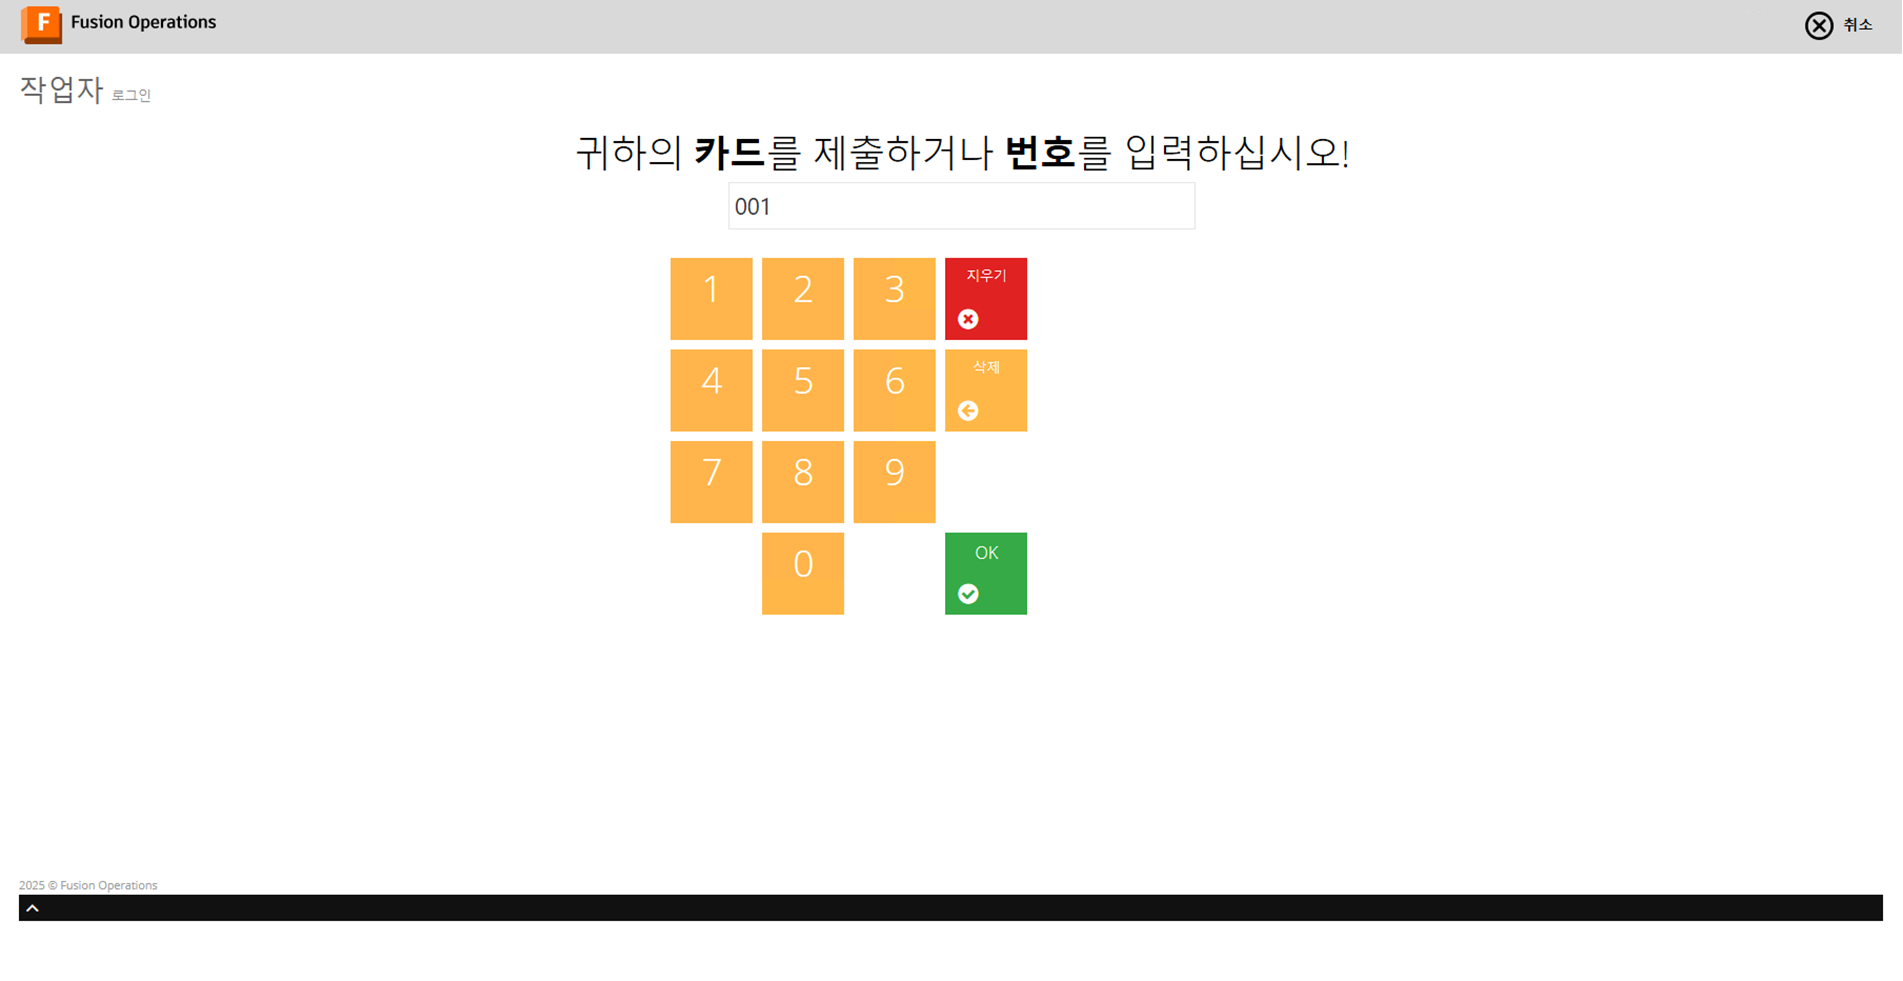 F Fusion Operations
취소
작업자 로그인
귀하의 카드를 제출하거나 번호를 입력하십시오!
001
1 2 3 지우기
4 5 6 삭제
7 8 9
0 OK
2025 © Fusion Operations